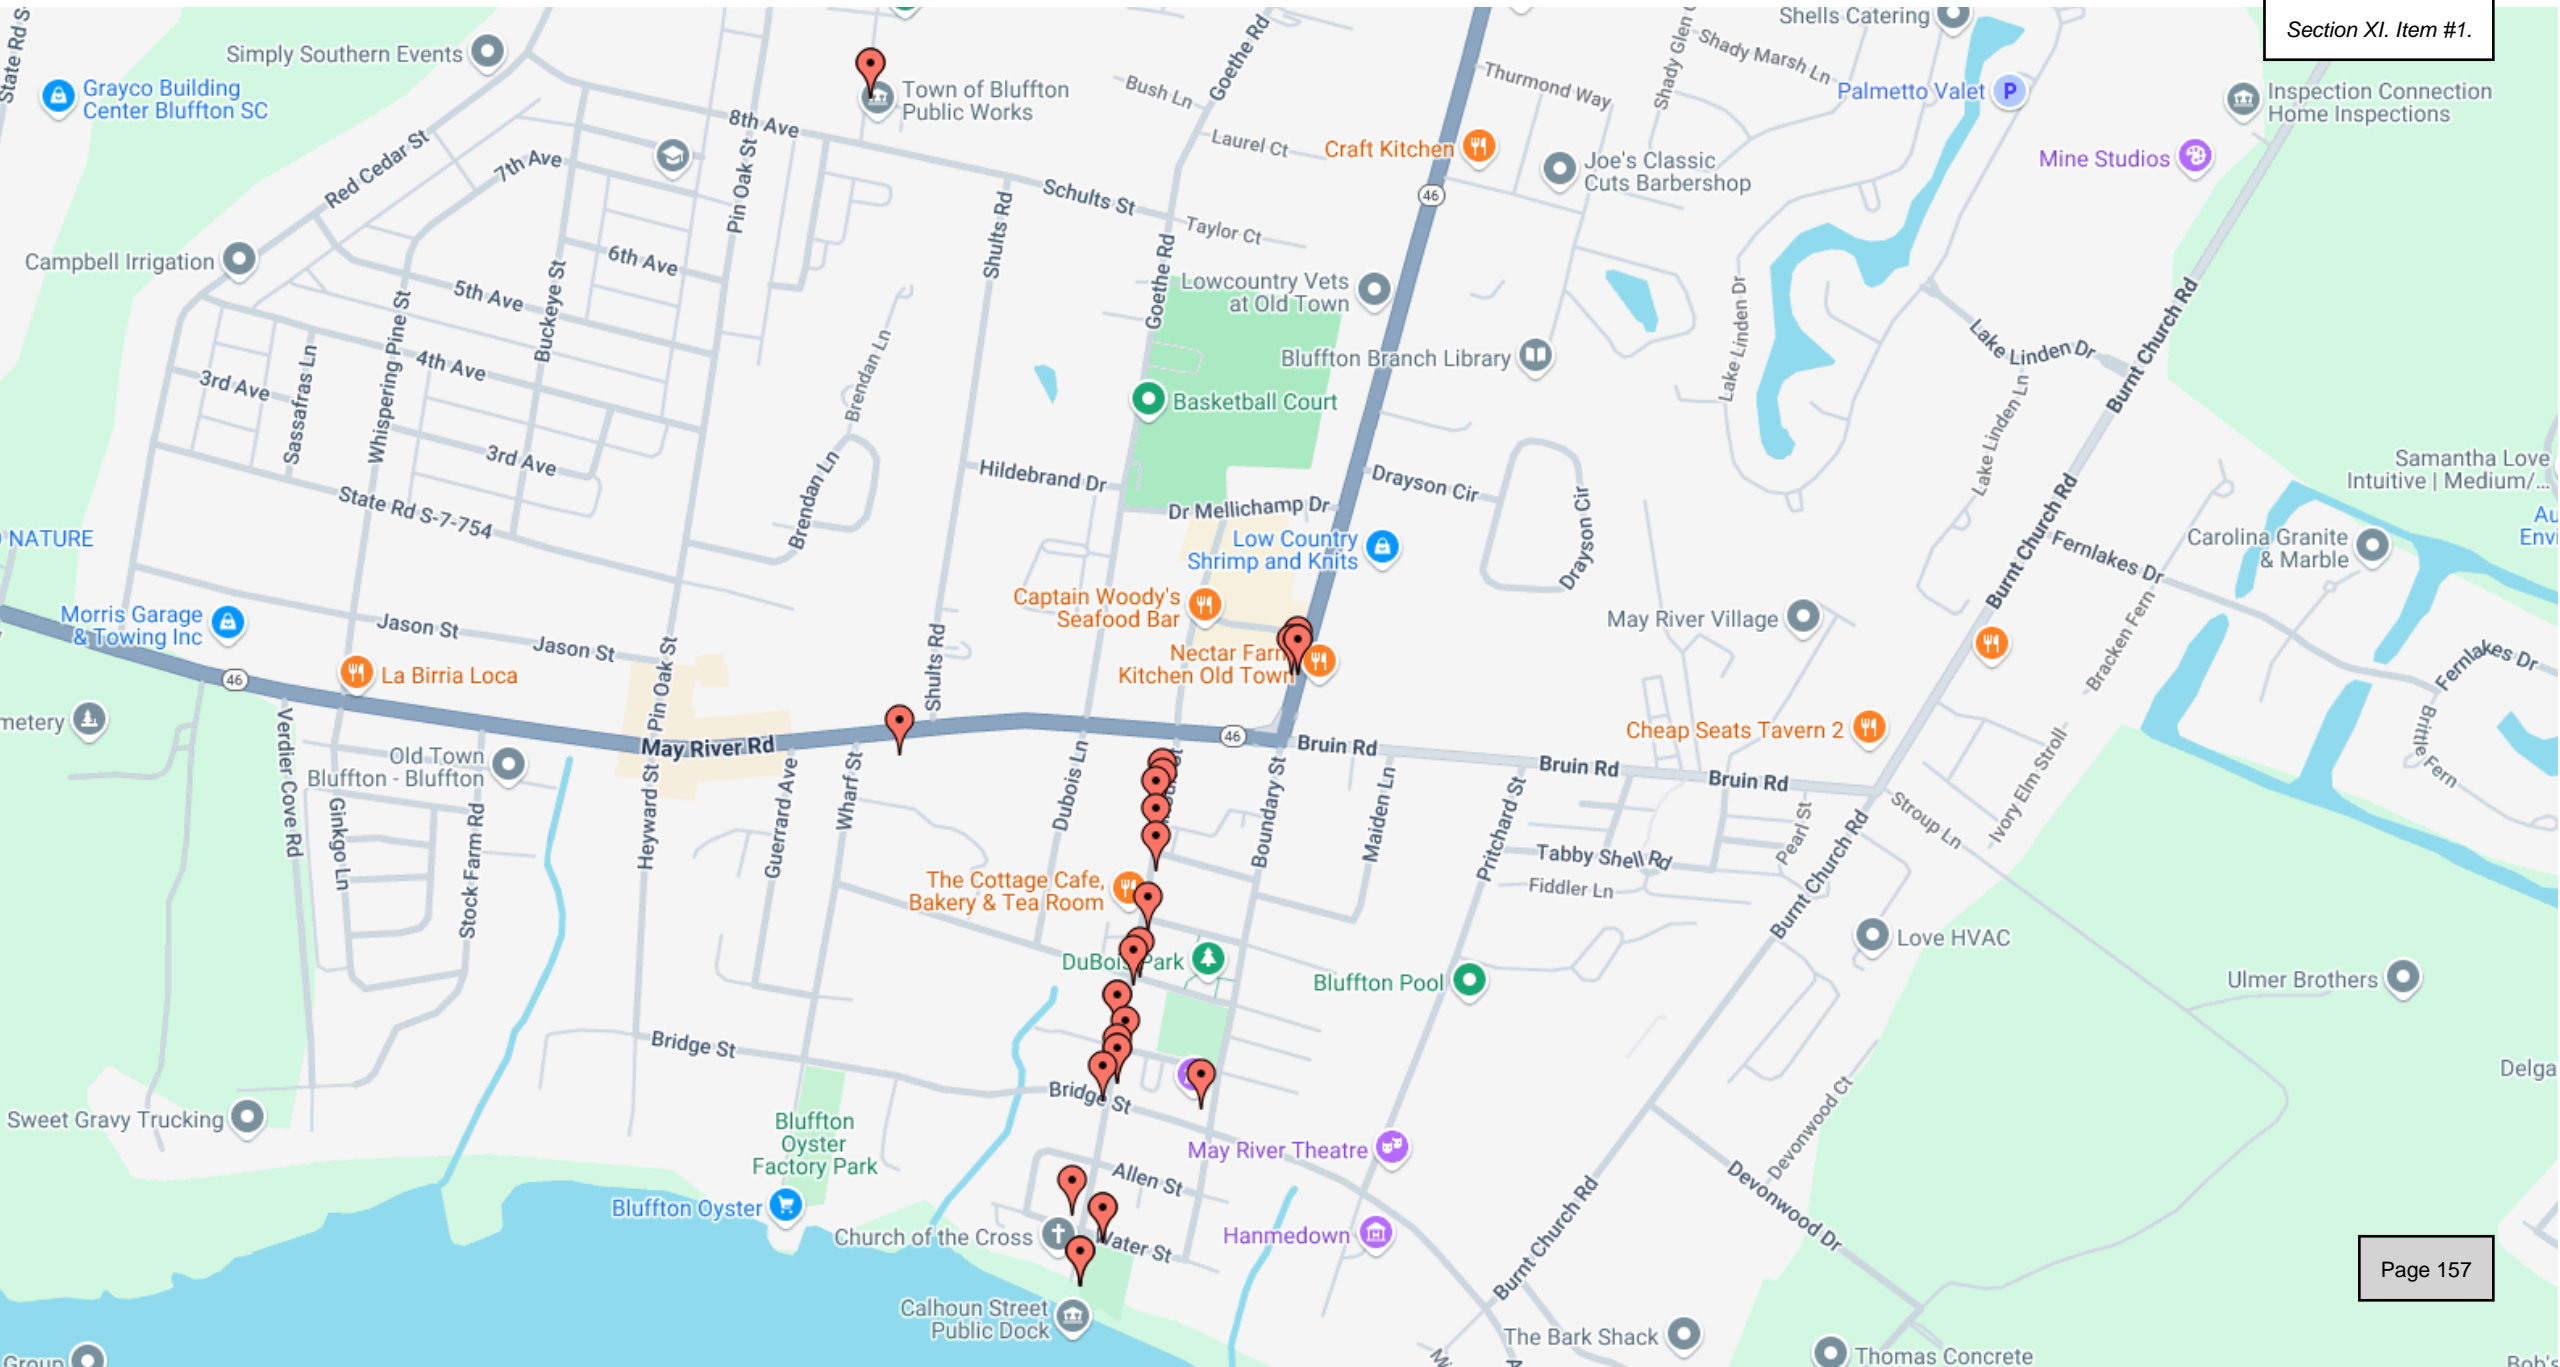 Section XI. Item #1.
State Rd S
Simply Southern Events
Grayco Building
Center Bluffton SC
Town of Bluffton
Public Works
Goethe Rd
Bush Ln
Laurel Ct
Shells Catering
Shady Glen
Shady Marsh Ln
Thurmond Way
Palmetto Valet
P
Inspection Connection
Home Inspections
Mine Studios
Craft Kitchen
Joe's Classic
Cuts Barbershop
46
8th Ave
Red Cedar St
7th Ave
Pin Oak St
Schults St
Taylor Ct
Shults Rd
Goethe Rd
Campbell Irrigation
6th Ave
5th Ave
Buckeye St
Whispering Pine St
4th Ave
3rd Ave
Sassafras Ln
3rd Ave
State Rd S-7-754
Brendan Ln
Brendan Ln
Lowcountry Vets
at Old Town
Bluffton Branch Library
Basketball Court
Lake Linden Dr
Lake Linden Dr
Lake Linden Ln
Burnt Church Rd
Hildebrand Dr
Dr Mellichamp Dr
Drayson Cir
Drayson Cir
Samantha Love
Intuitive | Medium/...
NATURE
Low Country
Shrimp and Knits
Burnt Church Rd
Fernlakes Dr
Carolina Granite
& Marble
Captain Woody's
Seafood Bar
May River Village
Bracken Fern
Fernlakes Dr
Morris Garage
& Towing Inc
Jason St
Jason St
Pin Oak St
Shults Rd
46
La Birria Loca
Nectar Farm
Kitchen Old Town
Brittle Fern
Verdier Cove Rd
Old Town
Bluffton - Bluffton
May River Rd
46
Bruin Rd
Bruin Rd
Bruin Rd
Cheap Seats Tavern 2
Ivory Elm Stroll
Stroup Ln
Ginkgo Ln
Stock Farm Rd
Heyward St
Guerrard Ave
Wharf St
Dubois Ln
Boundary St
Maiden Ln
Pritchard St
Pearl St
Tabby Shell Rd
Fiddler Ln
Burnt Church Rd
The Cottage Cafe,
Bakery & Tea Room
Love HVAC
DuBois Park
Bluffton Pool
Ulmer Brothers
Bridge St
Bridge St
Sweet Gravy Trucking
Bluffton
Oyster
Factory Park
May River Theatre
Devonwood Ct
Allen St
Devonwood Dr
Bluffton Oyster
Church of the Cross
Water St
Hanmedown
Burnt Church Rd
Page 157
Calhoun Street
Public Dock
The Bark Shack
Thomas Concrete
Group